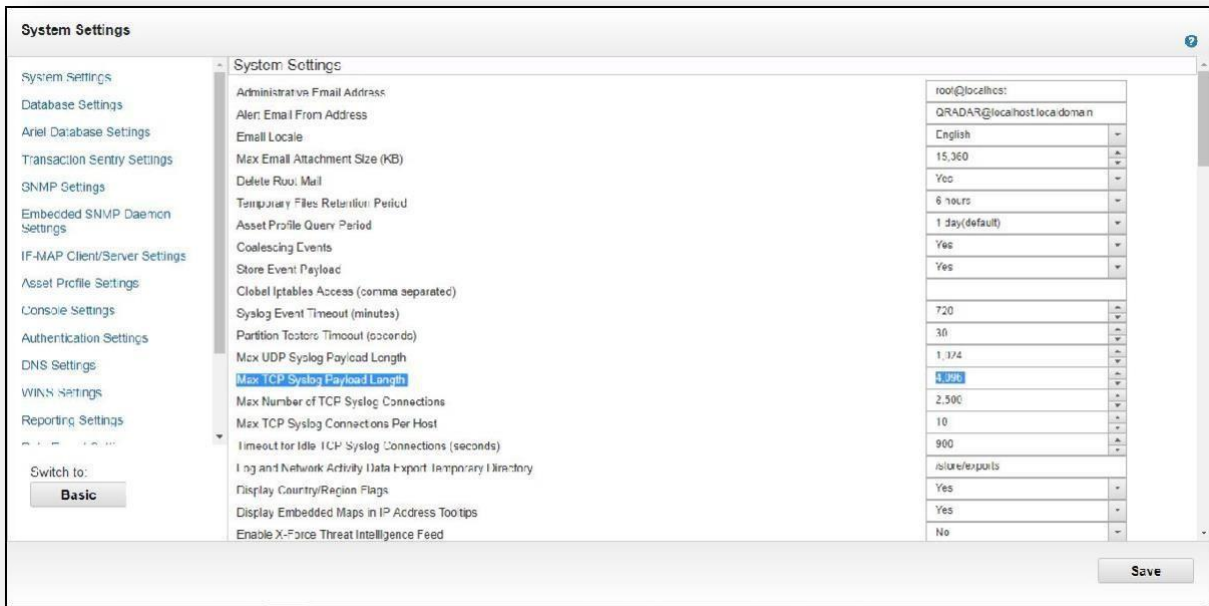 System Settings
System Settings
Database Settings
Ariel Database Settings
Transaction Sentry Settings
SNMP Settings
Embedded SNMP Daemon
Settings
IF-MAP Client/Server Settings
Asset Profile Settings
Console Settings
Authentication Settings
DNS Settings
WINS Settings
Reporting Settings
Switch to:
Basic
System Settings
Administrative Email Address root@localhost
Alert Email From Address QRADAR@localhost.localdomain
Email Locale English
Max Email Attachment Size (KB) 15,360
Delete Root Mail Yes
Temporary Files Retention Period 6 hours
Asset Profile Query Period 1 day(default)
Coalescing Events Yes
Store Event Payload Yes
Global Iptables Access (comma separated)
Syslog Event Timeout (minutes) 720
Partition Testers Timeout (seconds) 30
Max UDP Syslog Payload Length 1,024
Max TCP Syslog Payload Length 4,096
Max Number of TCP Syslog Connections 2,500
Max TCP Syslog Connections Per Host 10
Timeout for Idle TCP Syslog Connections (seconds) 900
Log and Network Activity Data Export Temporary Directory /store/exports
Display Country/Region Flags Yes
Display Embedded Maps in IP Address Tooltips Yes
Enable X-Force Threat Intelligence Feed No
Save